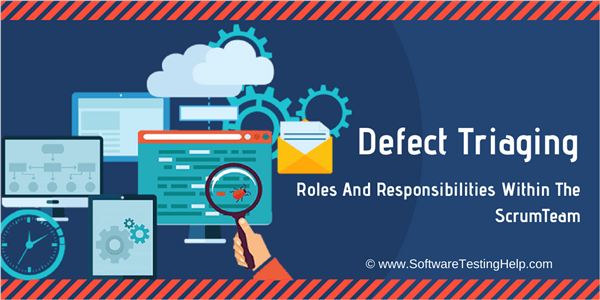 Defect Triaging
Roles And Responsibilities Within The
ScrumTeam
© www.SoftwareTestingHelp.com